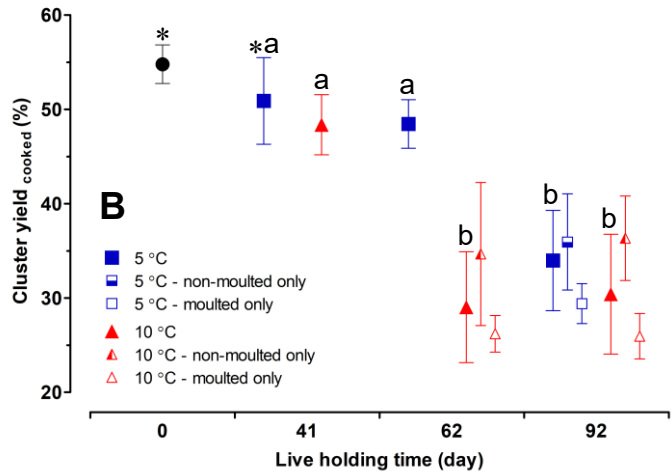 60
50
40
30
20
Cluster yield cooked (%)
*
*a
a
a
b
b
b
B
5 °C
5 °C - non-moulted only
5 °C - moulted only
10 °C
10 °C - non-moulted only
10 °C - moulted only
0 41 62 92
Live holding time (day)